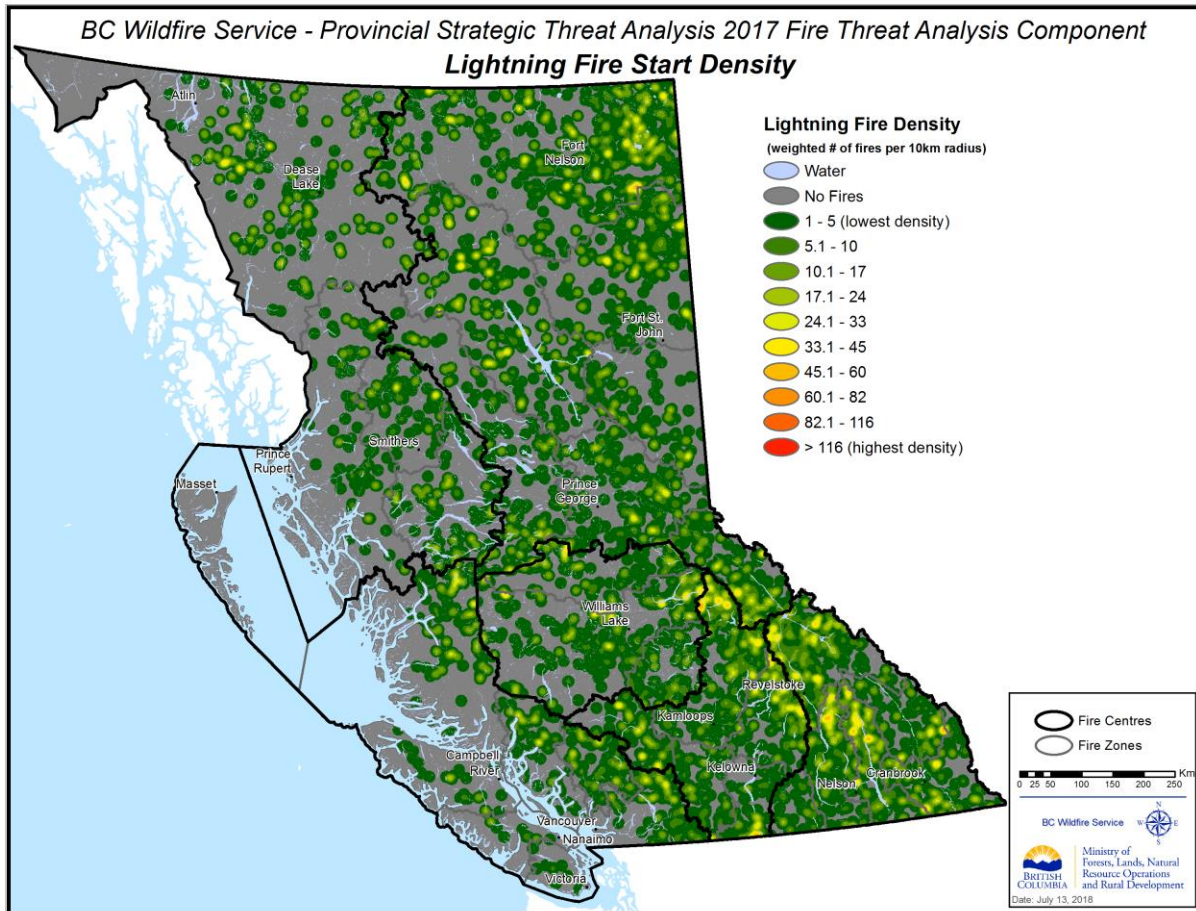 BC Wildfire Service - Provincial Strategic Threat Analysis 2017 Fire Threat Analysis Component
Lightning Fire Start Density
Lightning Fire Density
(weighted # of fires per 10km radius)
Water
No Fires
1 - 5 (lowest density)
5.1 - 10
10.1 - 17
17.1 - 24
24.1 - 33
33.1 - 45
45.1 - 60
60.1 - 82
82.1 - 116
> 116 (highest density)
Atlin
Dease
Lake
Fort
Nelson
Fort St.
John
Smithers
Prince
Rupert
Masset
Prince
George
Williams
Lake
Revelstoke
Kamloops
Campbell
River
Kelowna
Nelson
Cranbrook
Vancouver
Nanaimo
Victoria
Fire Centres
Fire Zones
Km
0 25 50 100 150 200 250
BC Wildfire Service
N
W E
S
BRITISH
COLUMBIA
Ministry of
Forests, Lands, Natural
Resource Operations
and Rural Development
Date: July 13, 2018